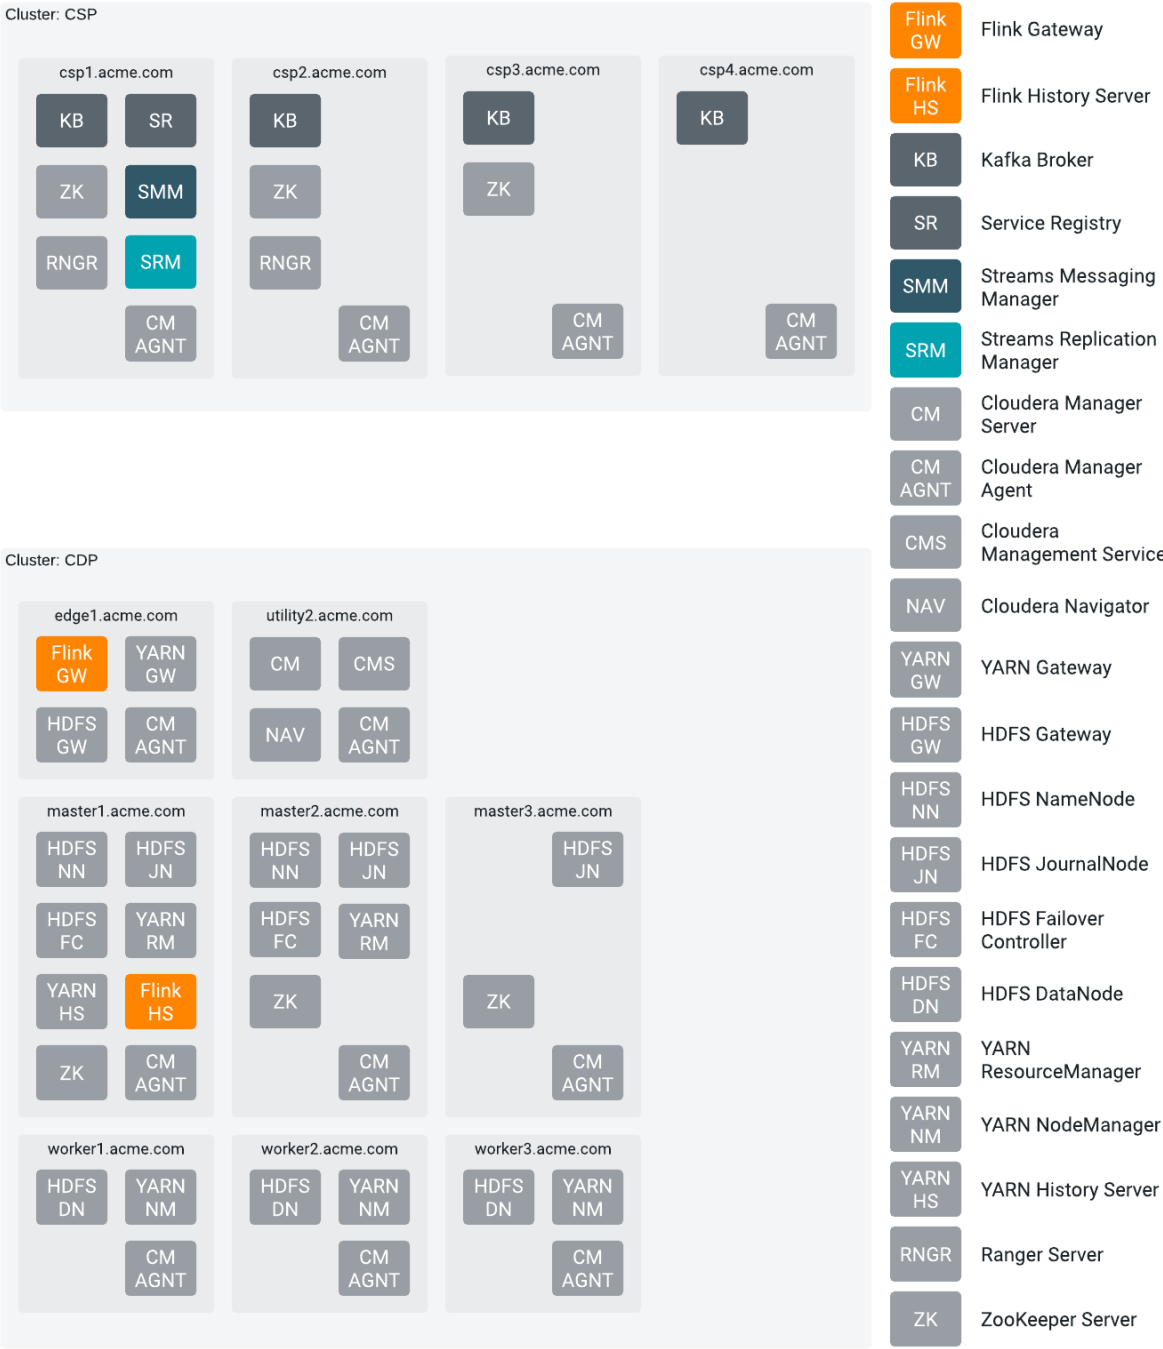 Cluster: CSP
csp1.acme.com
KB
SR
ZK
SMM
RNGR
SRM
CM
AGNT
csp2.acme.com
KB
ZK
RNGR
CM
AGNT
csp3.acme.com
KB
ZK
CM
AGNT
csp4.acme.com
KB
CM
AGNT
Cluster: CDP
edge1.acme.com
Flink
GW
YARN
GW
HDFS
GW
CM
AGNT
utility2.acme.com
CM
CMS
NAV
CM
AGNT
master1.acme.com
HDFS
NN
HDFS
JN
HDFS
FC
YARN
RM
YARN
HS
Flink
HS
ZK
CM
AGNT
master2.acme.com
HDFS
NN
HDFS
JN
HDFS
FC
YARN
RM
ZK
CM
AGNT
master3.acme.com
HDFS
JN
ZK
CM
AGNT
worker1.acme.com
HDFS
DN
YARN
NM
CM
AGNT
worker2.acme.com
HDFS
DN
YARN
NM
CM
AGNT
worker3.acme.com
HDFS
DN
YARN
NM
CM
AGNT
Flink
GW
Flink Gateway
Flink
HS
Flink History Server
KB
Kafka Broker
SR
Service Registry
SMM
Streams Messaging
Manager
SRM
Streams Replication
Manager
CM
Cloudera Manager
Server
CM
AGNT
Cloudera Manager
Agent
CMS
Cloudera
Management Service
NAV
Cloudera Navigator
YARN
GW
YARN Gateway
HDFS
GW
HDFS Gateway
HDFS
NN
HDFS NameNode
HDFS
JN
HDFS JournalNode
HDFS
FC
HDFS Failover
Controller
HDFS
DN
HDFS DataNode
YARN
RM
YARN
ResourceManager
YARN
NM
YARN NodeManager
YARN
HS
YARN History Server
RNGR
Ranger Server
ZK
ZooKeeper Server